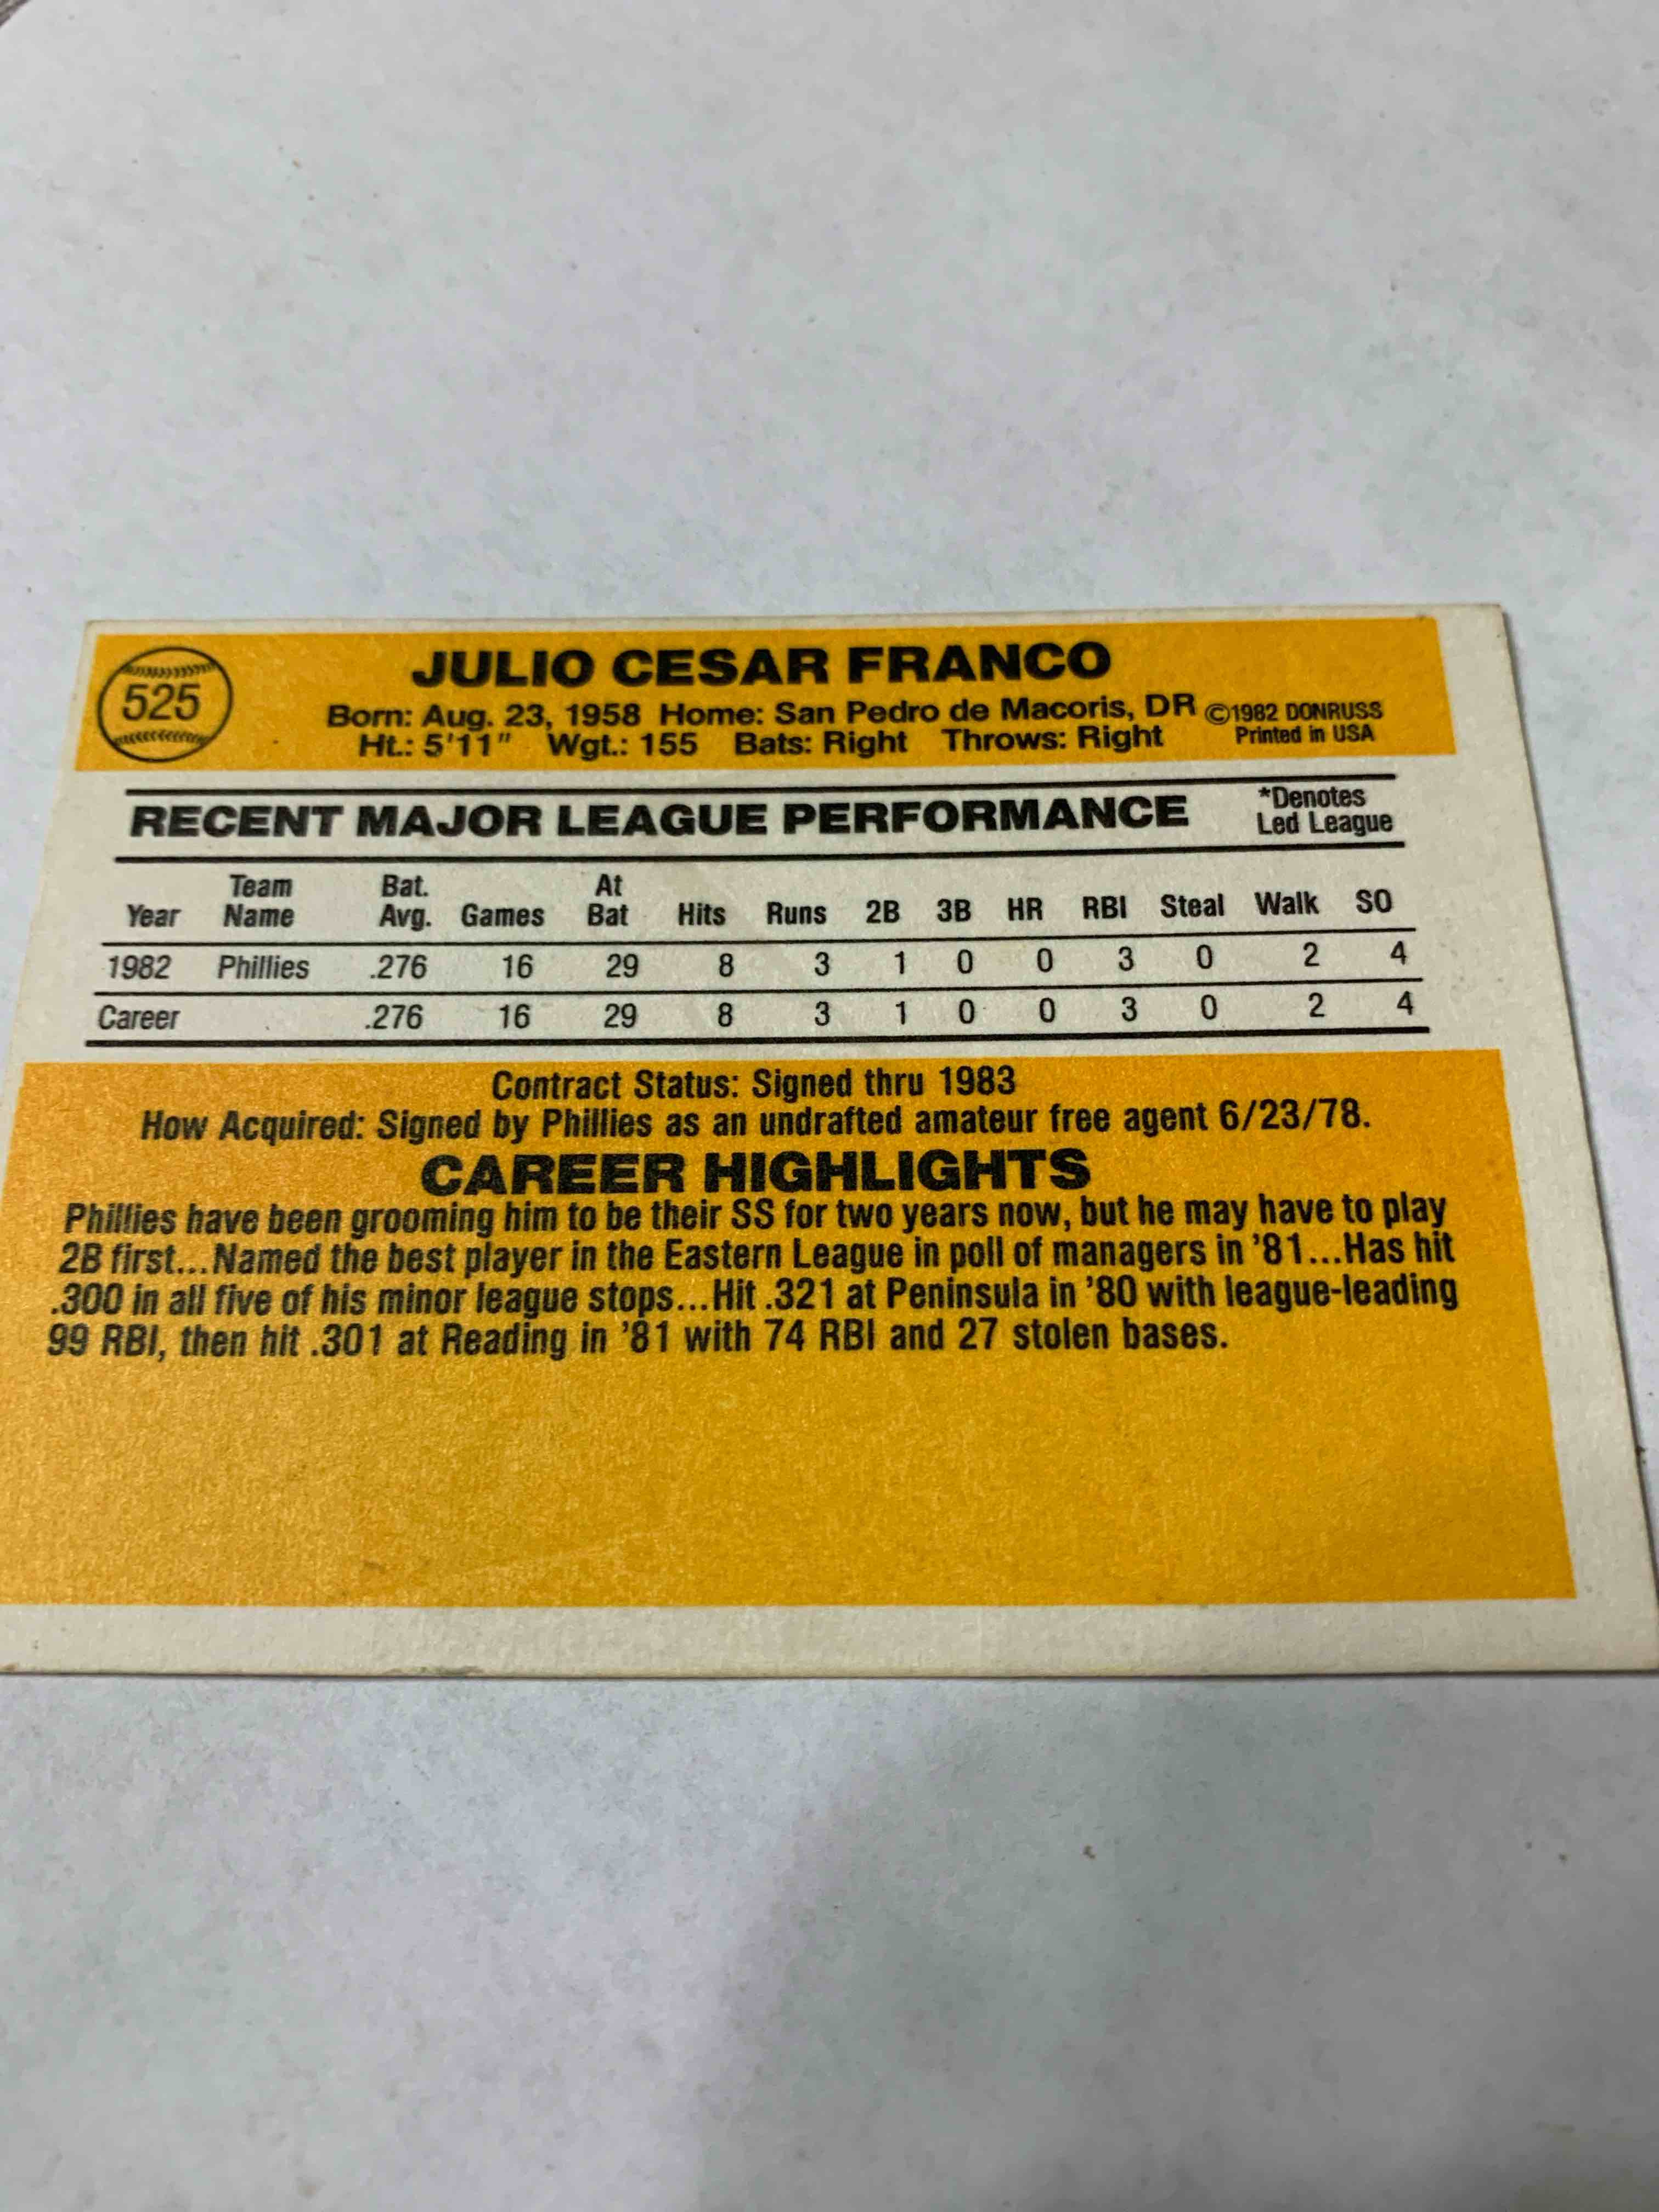 525
JULIO CESAR FRANCO
Born: Aug. 23, 1958 Home: San Pedro de Macoris, DR ©1982 DONRUSS
Ht.: 5'11" Wgt.: 155 Bats: Right Throws: Right Printed in USA
RECENT MAJOR LEAGUE PERFORMANCE *Denotes Led League
Year Team Name Bat. Avg. Games At Bat Hits Runs 2B 3B HR RBI Steal Walk SO
1982 Phillies .276 16 29 8 3 1 0 0 3 0 2 4
Career .276 16 29 8 3 1 0 0 3 0 2 4
Contract Status: Signed thru 1983
How Acquired: Signed by Phillies as an undrafted amateur free agent 6/23/78.
CAREER HIGHLIGHTS
Phillies have been grooming him to be their SS for two years now, but he may have to play
2B first...Named the best player in the Eastern League in poll of managers in '81...Has hit
.300 in all five of his minor league stops...Hit .321 at Peninsula in '80 with league-leading
99 RBI, then hit .301 at Reading in '81 with 74 RBI and 27 stolen bases.